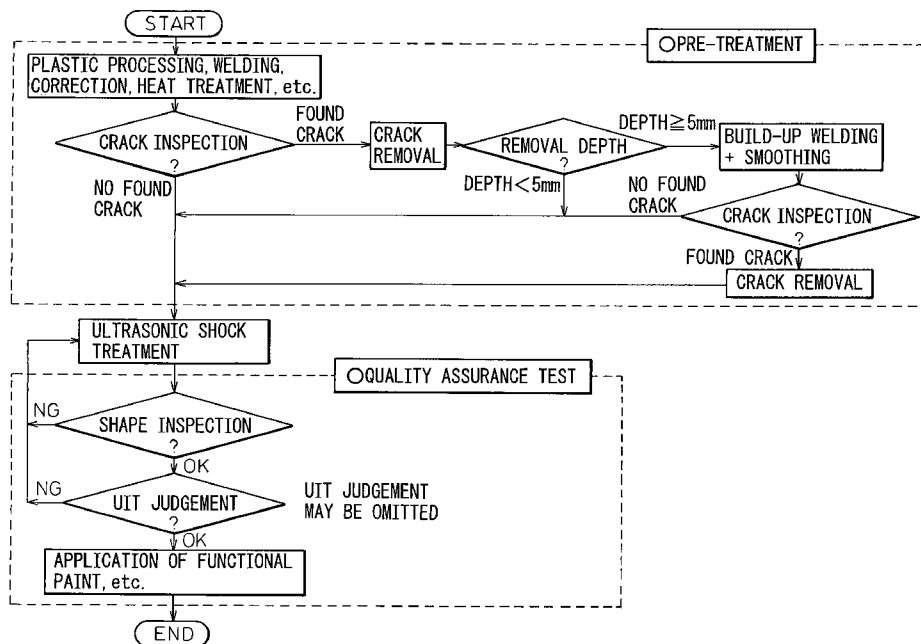 START
○PRE-TREATMENT
PLASTIC PROCESSING, WELDING,
CORRECTION, HEAT TREATMENT, etc.
CRACK INSPECTION
?
FOUND
CRACK
CRACK
REMOVAL
REMOVAL DEPTH
?
DEPTH≧5mm
BUILD-UP WELDING
+ SMOOTHING
NO FOUND
CRACK
DEPTH<5mm
NO FOUND
CRACK
CRACK INSPECTION
?
FOUND CRACK
CRACK REMOVAL
ULTRASONIC SHOCK
TREATMENT
○QUALITY ASSURANCE TEST
NG
SHAPE INSPECTION
?
OK
NG
UIT JUDGEMENT
?
UIT JUDGEMENT
MAY BE OMITTED
OK
APPLICATION OF FUNCTIONAL
PAINT, etc.
END